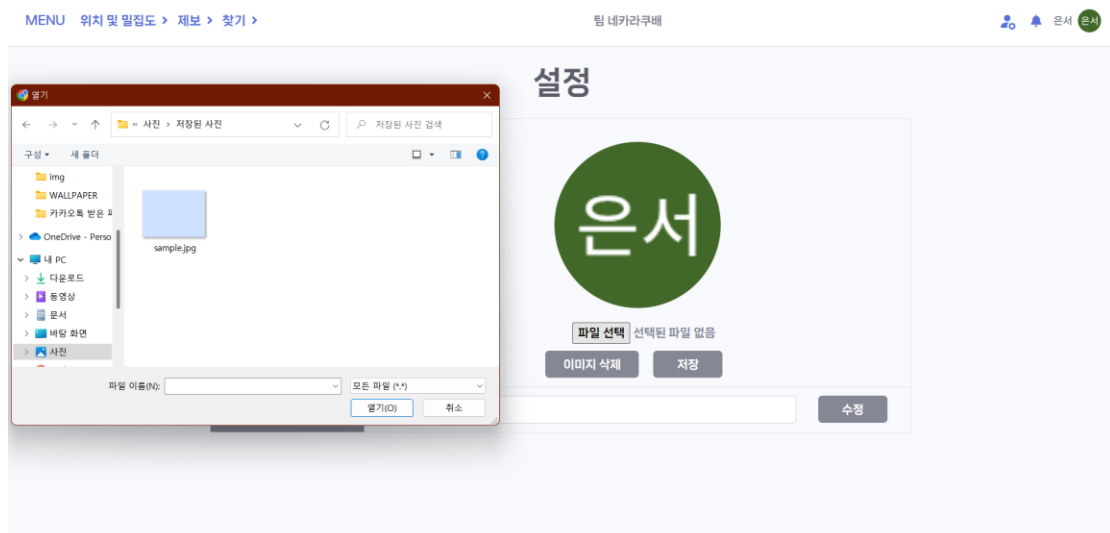 MENU 위치 및 밀집도 > 제보 > 찾기 >
팀 네카라쿠배
은서 은서
설정
열기
« 사진 › 저장된 사진
저장된 사진 검색
구성 새 폴더
img
WALLPAPER
카카오톡 받은
OneDrive - Perso
내 PC
다운로드
동영상
문서
바탕 화면
사진
sample.jpg
파일 이름(N):
모든 파일 (*.*)
열기(O) 취소
은서
파일 선택 선택된 파일 없음
이미지 삭제 저장
수정